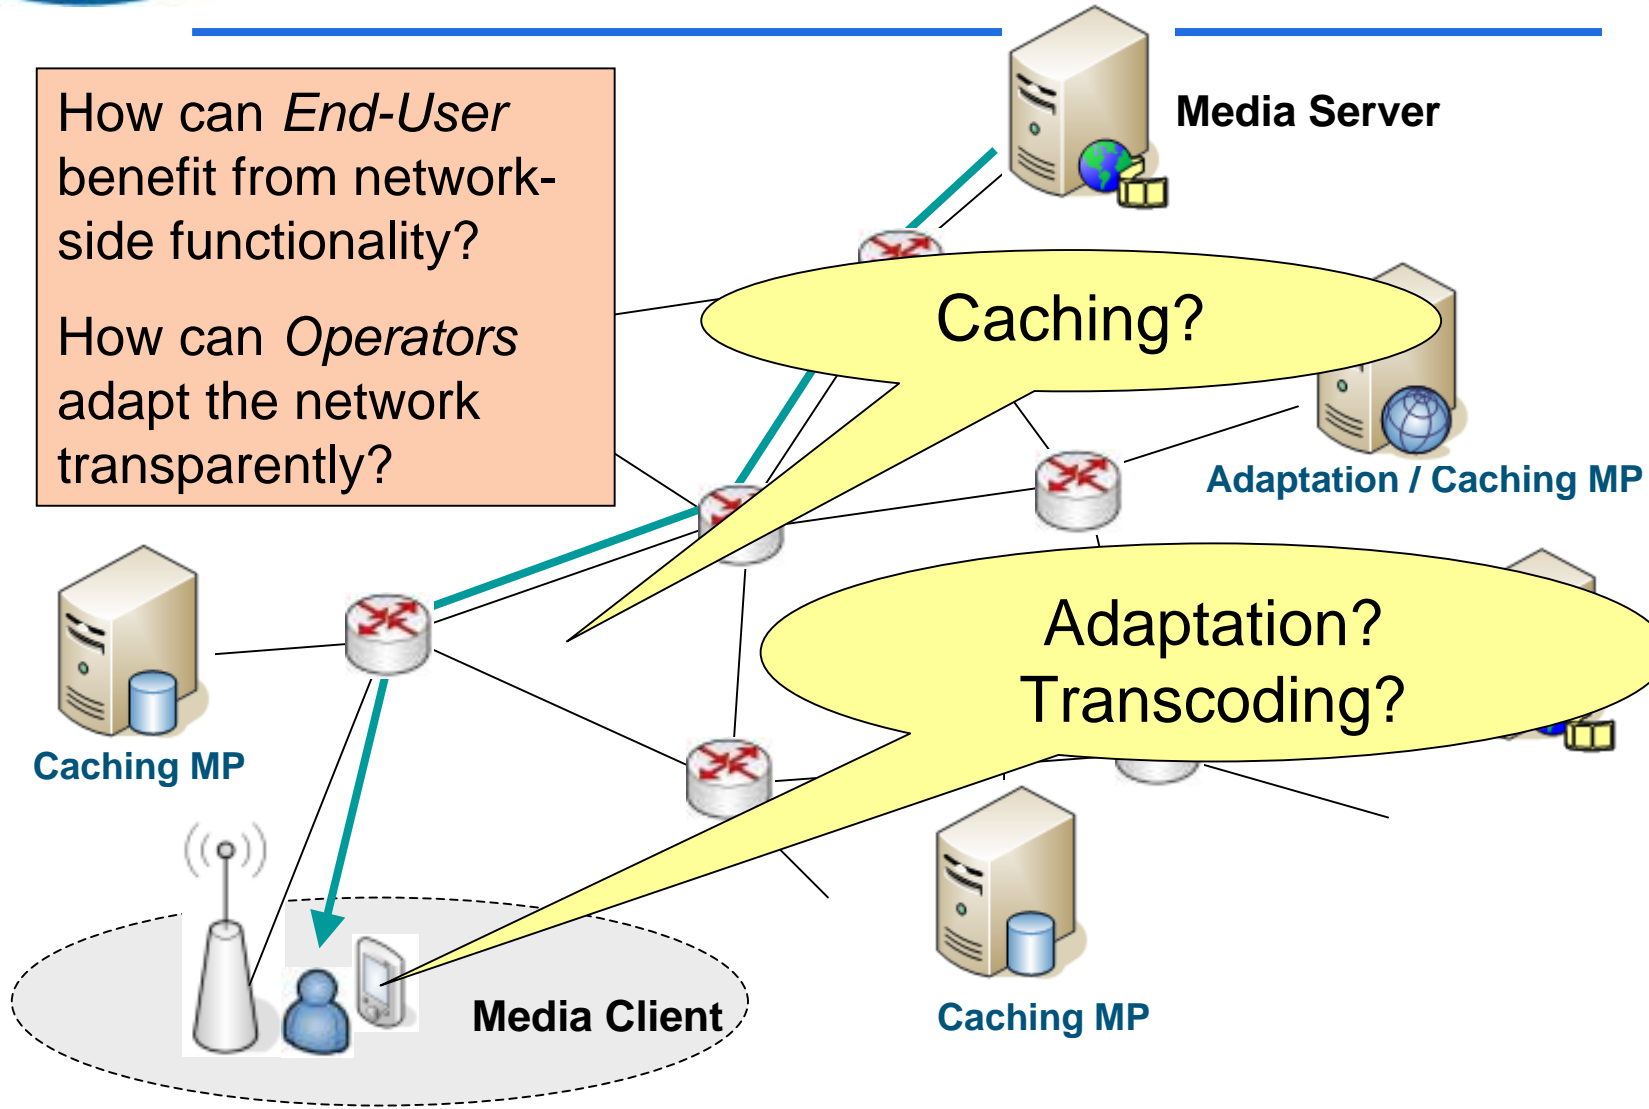 How can End-User
benefit from network-
side functionality?
How can Operators
adapt the network
transparently?
Media Server
Caching?
Adaptation / Caching MP
Adaptation?
Transcoding?
Caching MP
Media Client
Caching MP